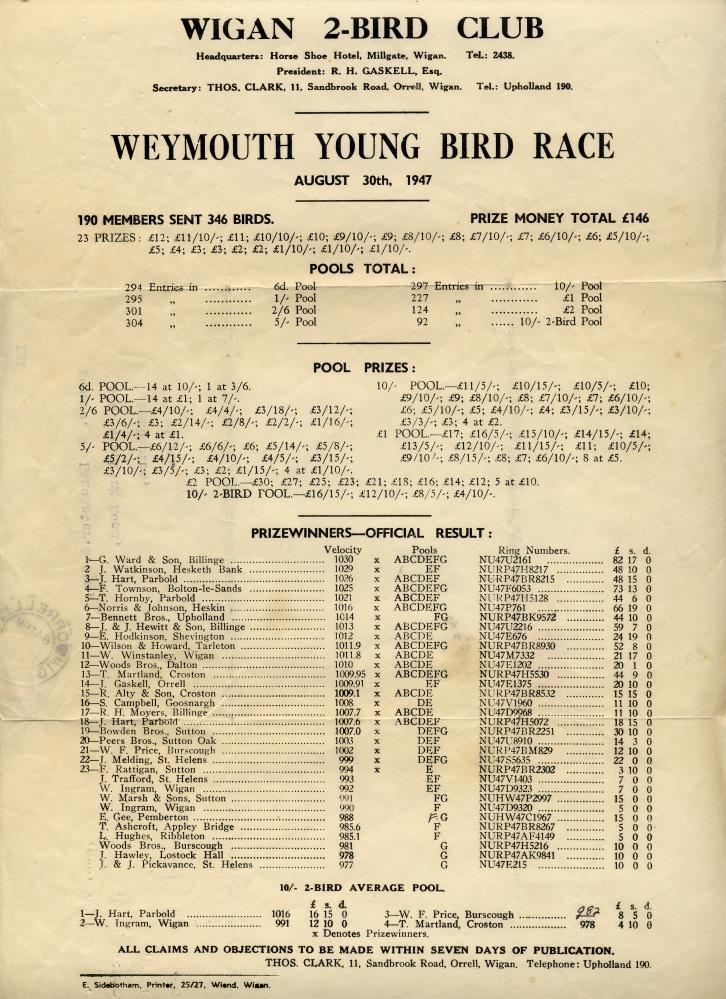 WIGAN 2-BIRD CLUB
Headquarters: Horse Shoe Hotel, Millgate, Wigan. Tel.: 2438.
President: R. H. GASKELL, Esq.
Secretary: THOS. CLARK, 11, Sandbrook Road, Orrell, Wigan. Tel.: Upholland 190.
WEYMOUTH YOUNG BIRD RACE
AUGUST 30th, 1947
190 MEMBERS SENT 346 BIRDS. PRIZE MONEY TOTAL £146
23 PRIZES: £12; £11/10/-; £11; £10/10/-; £10; £9/10/-; £9; £8/10/-; £8; £7/10/-; £7; £6/10/-; £6; £5/10/-;
£5; £4; £3; £3; £2; £2; £1/10/-; £1/10/-; £1/10/-.
POOLS TOTAL:
294 Entries in ............ 6d. Pool 297 Entries in ............ 10/- Pool
295 „ ............ 1/- Pool 227 „ ............ £1 Pool
301 „ ............ 2/6 Pool 124 „ ............ £2 Pool
304 „ ............ 5/- Pool 92 „ ...... 10/- 2-Bird Pool
POOL PRIZES:
6d. POOL.—14 at 10/-; 1 at 3/6.
1/- POOL.—14 at £1; 1 at 7/-.
2/6 POOL.—£4/10/-; £4/4/-; £3/18/-; £3/12/-;
£3/6/-; £3; £2/14/-; £2/8/-; £2/2/-; £1/16/-;
£1/4/-; 4 at £1.
5/- POOL.—£6/12/-; £6/6/-; £6; £5/14/-; £5/8/-;
£5/2/-; £4/15/-; £4/10/-; £4/5/-; £3/15/-;
£3/10/-; £3/5/-; £3; £2; £1/15/-; 4 at £1/10/-.
10/- POOL.—£11/5/-; £10/15/-; £10/5/-; £10;
£9/10/-; £9; £8/10/-; £8; £7/10/-; £7; £6/10/-;
£6; £5/10/-; £5; £4/10/-; £4; £3/15/-; £3/10/-;
£3/3/-; £3; 4 at £2.
£1 POOL.—£17; £16/5/-; £15/10/-; £14/15/-; £14;
£13/5/-; £12/10/-; £11/15/-; £11; £10/5/-;
£9/10/-; £8/15/-; £8; £7; £6/10/-; 8 at £5.
£2 POOL.—£30; £27; £25; £23; £21; £18; £16; £14; £12; 5 at £10.
10/- 2-BIRD POOL.—£16/15/-; £12/10/-; £8/5/-; £4/10/-.
PRIZEWINNERS—OFFICIAL RESULT:
Velocity Pools Ring Numbers. £ s. d.
1—G. Ward & Son, Billinge 1030 x ABCDEFG NU47U2161 82 17 0
2 J. Watkinson, Hesketh Bank 1029 x EF NURP47H8217 48 10 0
3—J. Hart, Parbold 1026 x ABCDEF NURP47BR8215 48 15 0
4—F. Townson, Bolton-le-Sands 1025 x ABCDEFG NU47F6053 73 13 0
5—T. Hornby, Parbold 1021 x ABCDEF NURP47H5128 44 6 0
6—Norris & Johnson, Heskin 1016 x ABCDEFG NU47P761 66 19 0
7—Bennett Bros., Upholland 1014 x FG NURP47BK9572 44 10 0
8—J. & J. Hewitt & Son, Billinge 1013 x ABCDEFG NU47U2216 59 7 0
9—E. Hodkinson, Shevington 1012 x ABCDE NU47E676 24 19 0
10—Wilson & Howard, Tarleton 1011.9 x ABCDEFG NURP47BR8930 52 8 0
11—W. Winstanley, Wigan 1011.8 x ABCDE NU47M7332 21 17 0
12—Woods Bros., Dalton 1010 x ABCDE NU47E1202 20 1 0
13—T. Martland, Croston 1009.95 x ABCDEFG NURP47H5530 44 9 0
14—J. Gaskell, Orrell 1009.91 x EF NU47E1375 20 10 0
15—R. Alty & Son, Croston 1009.1 x ABCDE NURP47BR8532 15 15 0
16—S. Campbell, Goosnargh 1008 x DE NU47V1960 11 10 0
17—R. H. Moyers, Billinge 1007.7 x ABCDE NU47D9968 11 10 0
18—J. Hart, Parbold 1007.6 x ABCDEF NURP47H5072 18 15 0
19—Bowden Bros., Sutton 1007.0 x DEFG NURP47BR2251 30 10 0
20—Peers Bros., Sutton Oak 1003 x DEF NU47U8910 14 3 0
21—W. F. Price, Burscough 1002 x DEF NURP47BM829 12 10 0
22—J. Melding, St. Helens 999 x DEFG NU47S5635 22 0 0
23—F. Rattigan, Sutton 994 x E NURP47BR2302 3 10 0
J. Trafford, St. Helens 993 EF NU47V1403 7 0 0
W. Ingram, Wigan 992 EF NU47D9323 7 0 0
W. Marsh & Sons, Sutton 991 FG NUHW47P2997 15 0 0
W. Ingram, Wigan 990 F NU47D9320 5 0 0
E. Gee, Pemberton 988 FG NUHW47C1967 15 0 0
T. Ashcroft, Appley Bridge 985.6 F NURP47BR8267 5 0 0
L. Hughes, Ribbleton 985.1 F NURP47AF4149 5 0 0
Woods Bros., Burscough 981 G NURP47H5216 10 0 0
J. Hawley, Lostock Hall 978 G NURP47AK9841 10 0 0
J. & J. Pickavance, St. Helens 977 G NU47E215 10 0 0
10/- 2-BIRD AVERAGE POOL.
£ s. d. £ s. d.
1—J. Hart, Parbold 1016 16 15 0 3—W. F. Price, Burscough 982 8 5 0
2—W. Ingram, Wigan 991 12 10 0 4—T. Martland, Croston 978 4 10 0
x Denotes Prizewinners.
ALL CLAIMS AND OBJECTIONS TO BE MADE WITHIN SEVEN DAYS OF PUBLICATION.
THOS. CLARK, 11, Sandbrook Road, Orrell, Wigan. Telephone: Upholland 190.
E. Sidebotham, Printer, 25/27, Wiend, Wigan.